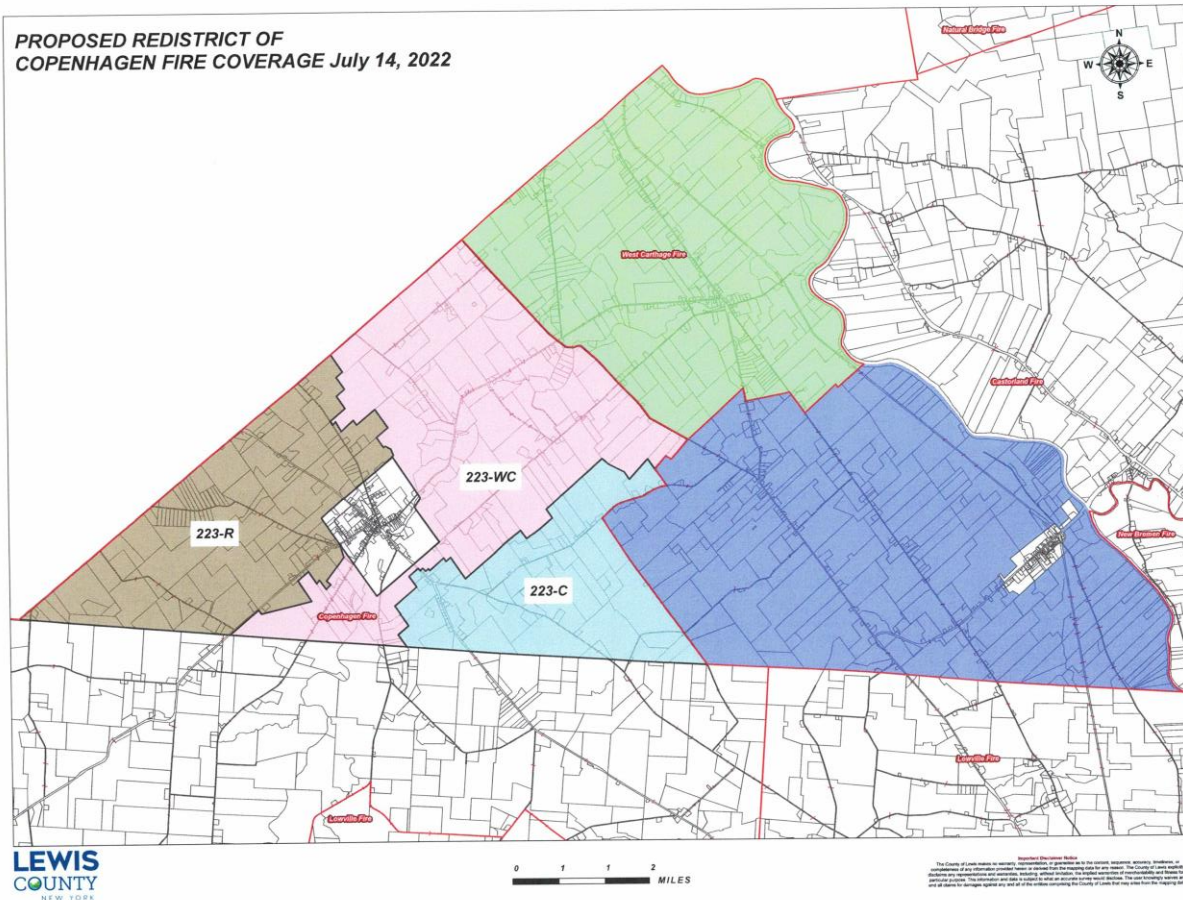 PROPOSED REDISTRICT OF
COPENHAGEN FIRE COVERAGE July 14, 2022
Natural Bridge Fire
N
W E
S
West Carthage Fire
Castorland Fire
223-WC
223-R
New Bremen Fire
223-C
Copenhagen Fire
Lowville Fire
Lowville Fire
LEWIS
COUNTY
NEW YORK
0 1 1 2
MILES
Important Disclaimer Notice